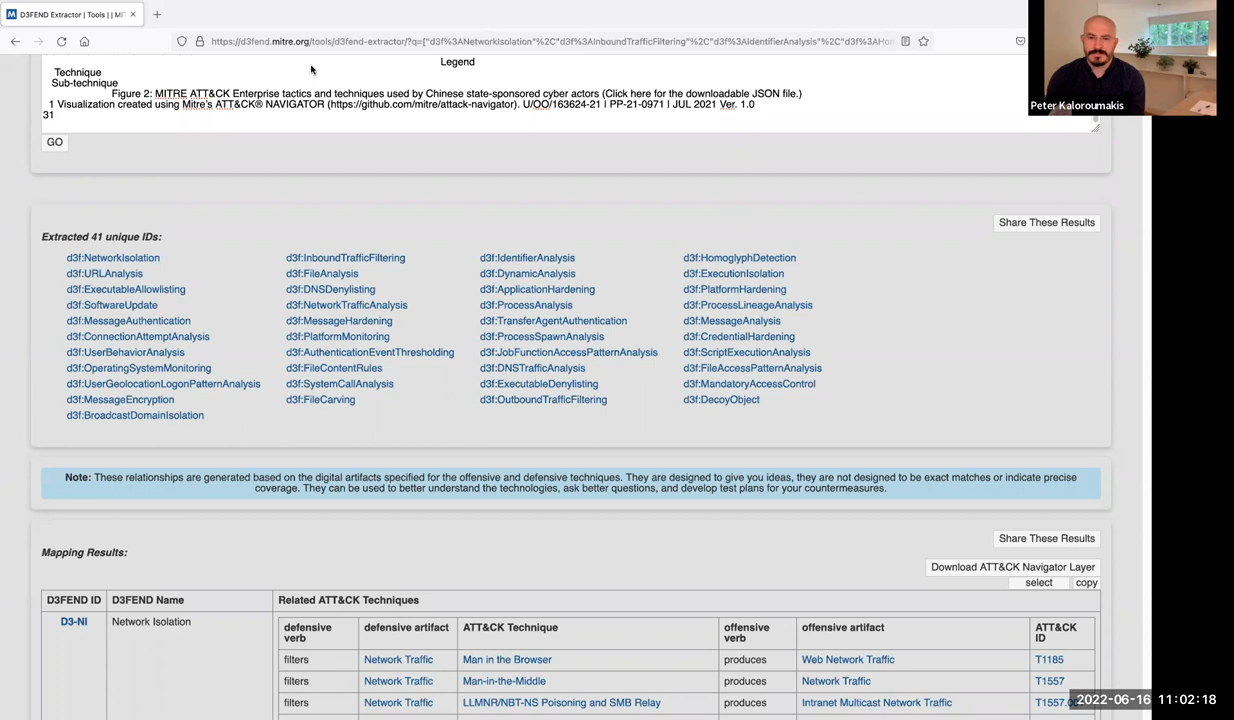 D3FEND Extractor | Tools | | MIT
https://d3fend.mitre.org/tools/d3fend-extractor/?q=["d3f%3ANetworkIsolation"%2C"d3f%3AInboundTrafficFiltering"%2C"d3f%3AIdentifierAnalysis"%2C"d3f%3AHom
Peter Kaloroumakis
Legend
Technique
Sub-technique
Figure 2: MITRE ATT&CK Enterprise tactics and techniques used by Chinese state-sponsored cyber actors (Click here for the downloadable JSON file.)
1 Visualization created using Mitre's ATT&CK® NAVIGATOR (https://github.com/mitre/attack-navigator). U/OO/163624-21 | PP-21-0971 | JUL 2021 Ver. 1.0
31
GO
Share These Results
Extracted 41 unique IDs:
d3f:NetworkIsolation d3f:InboundTrafficFiltering d3f:IdentifierAnalysis d3f:HomoglyphDetection
d3f:URLAnalysis d3f:FileAnalysis d3f:DynamicAnalysis d3f:ExecutionIsolation
d3f:ExecutableAllowlisting d3f:DNSDenylisting d3f:ApplicationHardening d3f:PlatformHardening
d3f:SoftwareUpdate d3f:NetworkTrafficAnalysis d3f:ProcessAnalysis d3f:ProcessLineageAnalysis
d3f:MessageAuthentication d3f:MessageHardening d3f:TransferAgentAuthentication d3f:MessageAnalysis
d3f:ConnectionAttemptAnalysis d3f:PlatformMonitoring d3f:ProcessSpawnAnalysis d3f:CredentialHardening
d3f:UserBehaviorAnalysis d3f:AuthenticationEventThresholding d3f:JobFunctionAccessPatternAnalysis d3f:ScriptExecutionAnalysis
d3f:OperatingSystemMonitoring d3f:FileContentRules d3f:DNSTrafficAnalysis d3f:FileAccessPatternAnalysis
d3f:UserGeolocationLogonPatternAnalysis d3f:SystemCallAnalysis d3f:ExecutableDenylisting d3f:MandatoryAccessControl
d3f:MessageEncryption d3f:FileCarving d3f:OutboundTrafficFiltering d3f:DecoyObject
d3f:BroadcastDomainIsolation
Note: These relationships are generated based on the digital artifacts specified for the offensive and defensive techniques. They are designed to give you ideas, they are not designed to be exact matches or indicate precise
coverage. They can be used to better understand the technologies, ask better questions, and develop test plans for your countermeasures.
Share These Results
Mapping Results:
Download ATT&CK Navigator Layer
select copy
D3FEND ID D3FEND Name Related ATT&CK Techniques
D3-NI Network Isolation
defensive verb defensive artifact ATT&CK Technique offensive verb offensive artifact ATT&CK ID
filters Network Traffic Man in the Browser produces Web Network Traffic T1185
filters Network Traffic Man-in-the-Middle produces Network Traffic T1557
filters Network Traffic LLMNR/NBT-NS Poisoning and SMB Relay produces Intranet Multicast Network Traffic T1557.00
2022-06-16 11:02:18